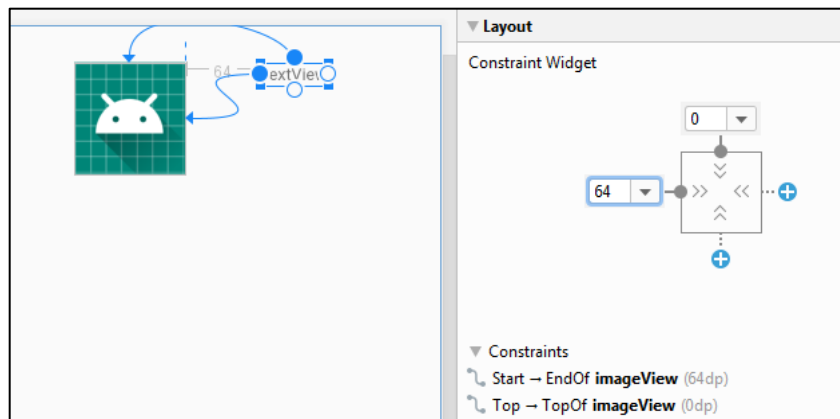 Layout
Constraint Widget
64
extView
0
64
Constraints
Start → EndOf imageView (64dp)
Top → TopOf imageView (0dp)